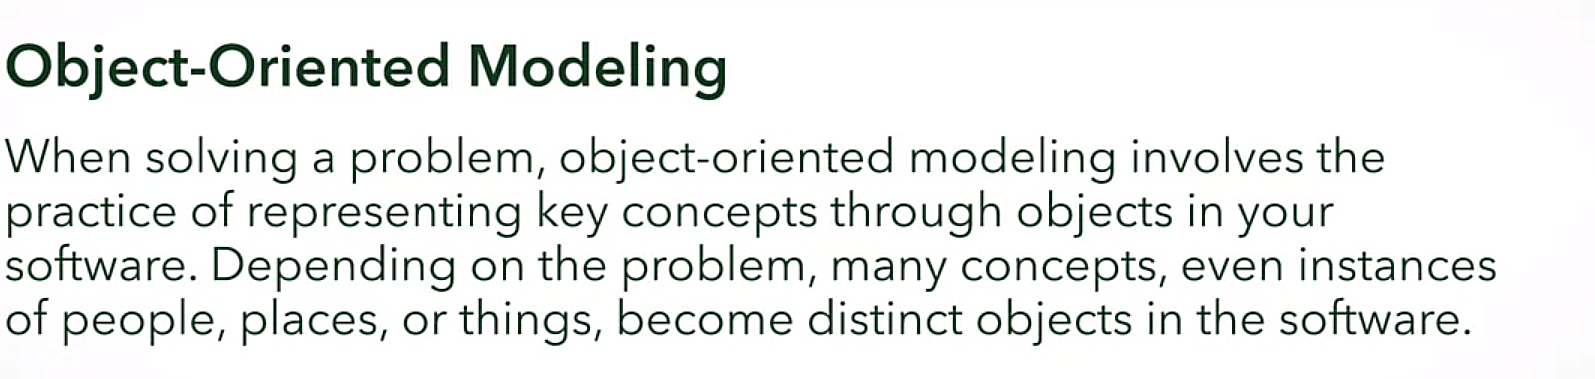 Object-Oriented Modeling
When solving a problem, object-oriented modeling involves the
practice of representing key concepts through objects in your
software. Depending on the problem, many concepts, even instances
of people, places, or things, become distinct objects in the software.